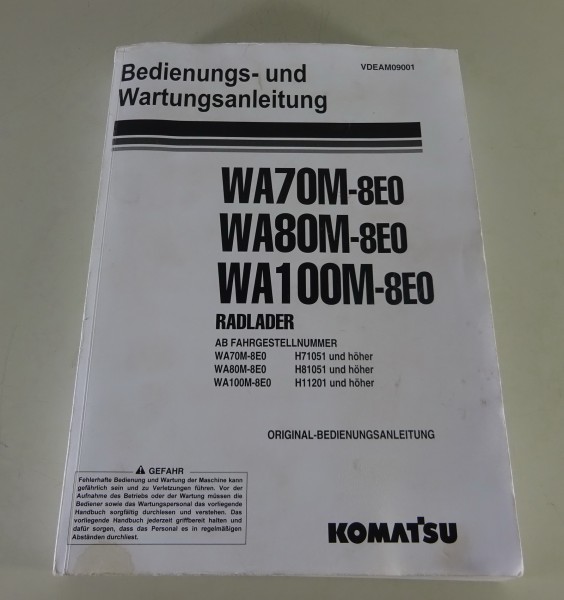 Bedienungs- und
Wartungsanleitung
VDEAM09001
WA70M-8E0
WA80M-8E0
WA100M-8E0
RADLADER
AB FAHRGESTELLNUMMER
WA70M-8E0 H71051 und höher
WA80M-8E0 H81051 und höher
WA100M-8E0 H11201 und höher
ORIGINAL-BEDIENUNGSANLEITUNG
GEFAHR
Fehlerhafte Bedienung und Wartung der Maschine kann
gefährlich sein und zu Verletzungen führen. Vor der
Aufnahme des Betriebs oder der Wartung müssen die
Bediener sowie das Wartungspersonal das vorliegende
Handbuch sorgfältig durchlesen und verstehen. Das
vorliegende Handbuch jederzeit griffbereit halten und
dafür sorgen, dass das Personal es in regelmäßigen
Abständen durchliest.
KOMATSU